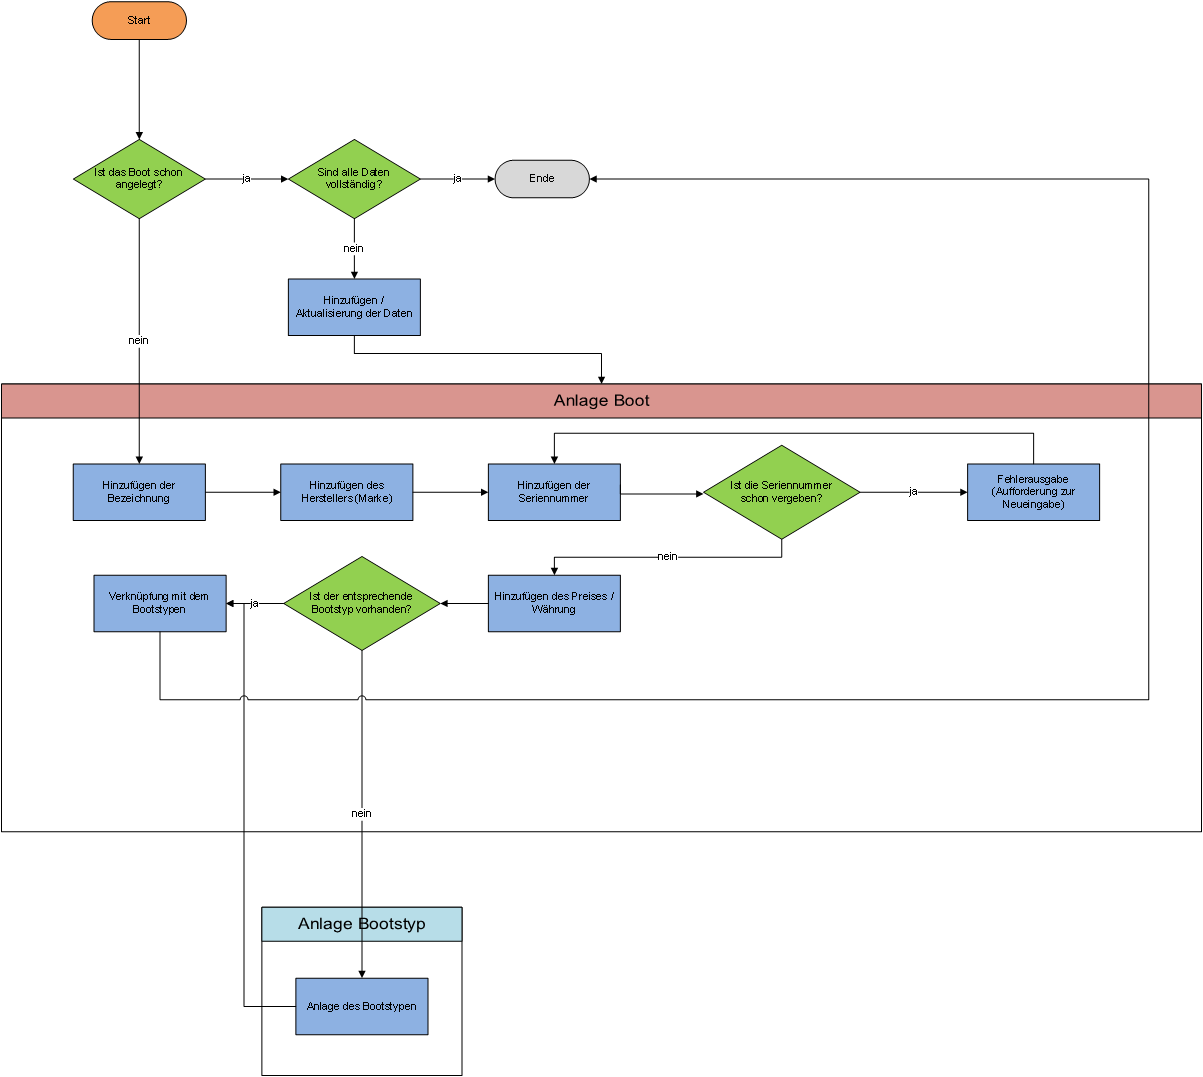 Start
Ist das Boot schon
angelegt?
ja
Sind alle Daten
vollständig?
ja
Ende
nein
Hinzufügen /
Aktualisierung der Daten
nein
Anlage Boot
Hinzufügen der
Bezeichnung
Hinzufügen des
Herstellers (Marke)
Hinzufügen der
Seriennummer
Ist die Seriennummer
schon vergeben?
ja
Fehlerausgabe
(Aufforderung zur
Neueingabe)
nein
Verknüpfung mit dem
Bootstypen
ja
Ist der entsprechende
Bootstyp vorhanden?
Hinzufügen des Preises /
Währung
nein
Anlage Bootstyp
Anlage des Bootstypen